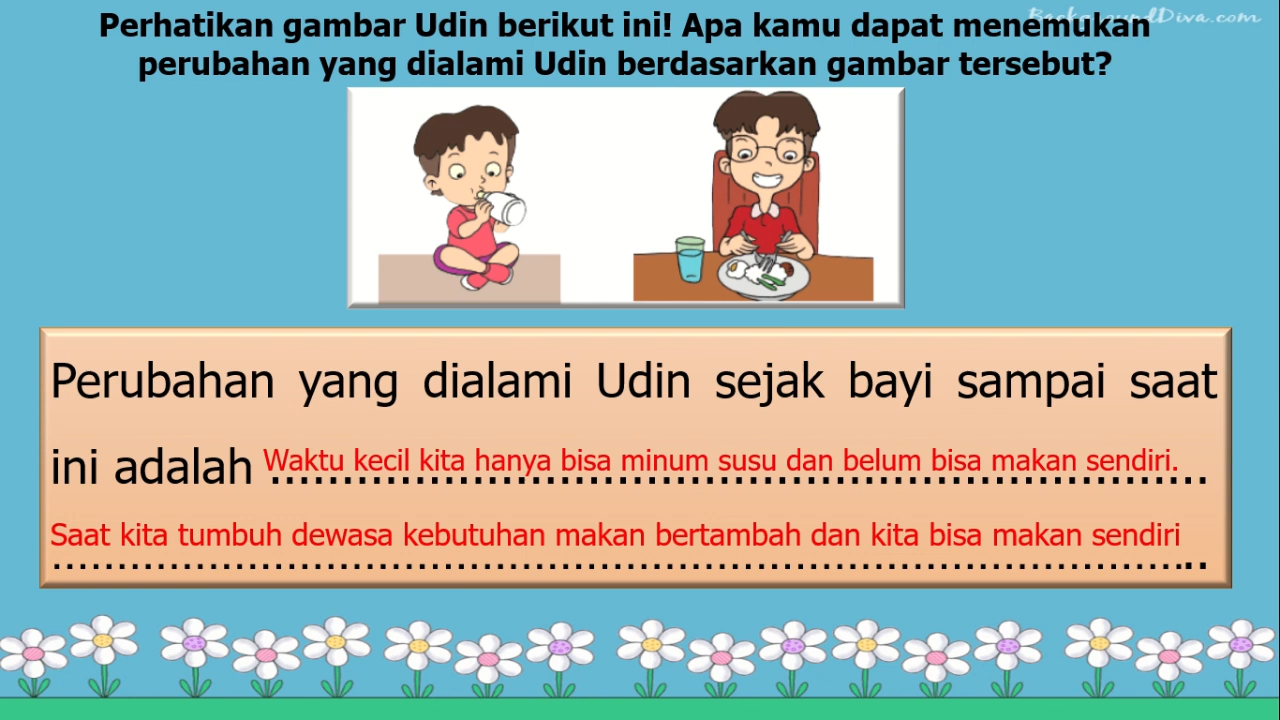 BackgroundDiva.com
Perhatikan gambar Udin berikut ini! Apa kamu dapat menemukan
perubahan yang dialami Udin berdasarkan gambar tersebut?
Perubahan yang dialami Udin sejak bayi sampai saat
ini adalah Waktu kecil kita hanya bisa minum susu dan belum bisa makan sendiri.
Saat kita tumbuh dewasa kebutuhan makan bertambah dan kita bisa makan sendiri